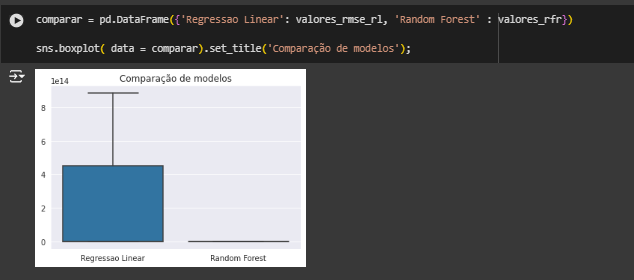 comparar = pd.DataFrame({'Regressao Linear': valores_rmse_rl, 'Random Forest' : valores_rfr})
sns.boxplot( data = comparar).set_title('Comparação de modelos');
Comparação de modelos
1e14
8
6
4
2
0
Regressao Linear Random Forest